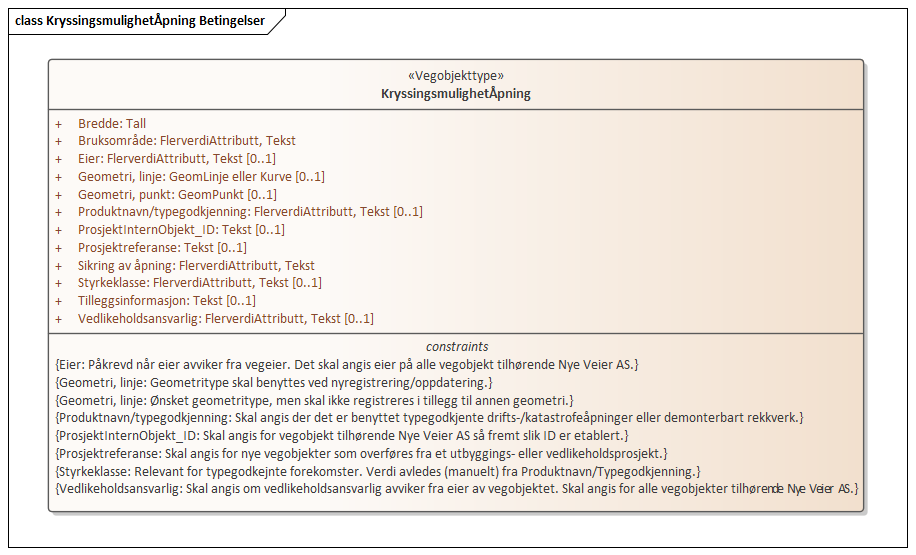 class KryssingsmulighetÅpning Betingelser
«Vegobjekttype»
KryssingsmulighetÅpning
+ Bredde: Tall
+ Bruksområde: FlerverdiAttributt, Tekst
+ Eier: FlerverdiAttributt, Tekst [0..1]
+ Geometri, linje: GeomLinje eller Kurve [0..1]
+ Geometri, punkt: GeomPunkt [0..1]
+ Produktnavn/typegodkjenning: FlerverdiAttributt, Tekst [0..1]
+ ProsjektInternObjekt_ID: Tekst [0..1]
+ Prosjektreferanse: Tekst [0..1]
+ Sikring av åpning: FlerverdiAttributt, Tekst
+ Styrkeklasse: FlerverdiAttributt, Tekst [0..1]
+ Tilleggsinformasjon: Tekst [0..1]
+ Vedlikeholdsansvarlig: FlerverdiAttributt, Tekst [0..1]
constraints
{Eier: Påkrevd når eier avviker fra vegeier. Det skal angis eier på alle vegobjekt tilhørende Nye Veier AS.}
{Geometri, linje: Geometritype skal benyttes ved nyregistrering/oppdatering.}
{Geometri, linje: Ønsket geometritype, men skal ikke registreres i tillegg til annen geometri.}
{Produktnavn/typegodkjenning: Skal angis der det er benyttet typegodkjente drifts-/katastrofeåpninger eller demonterbart rekkverk.}
{ProsjektInternObjekt_ID: Skal angis for vegobjekt tilhørende Nye Veier AS så fremt slik ID er etablert.}
{Prosjektreferanse: Skal angis for nye vegobjekter som overføres fra et utbyggings- eller vedlikeholdsprosjekt.}
{Styrkeklasse: Relevant for typegodkejnte forekomster. Verdi avledes (manuelt) fra Produktnavn/Typegodkjenning.}
{Vedlikeholdsansvarlig: Skal angis om vedlikeholdsansvarlig avviker fra eier av vegobjektet. Skal angis for alle vegobjekter tilhørende Nye Veier AS.}